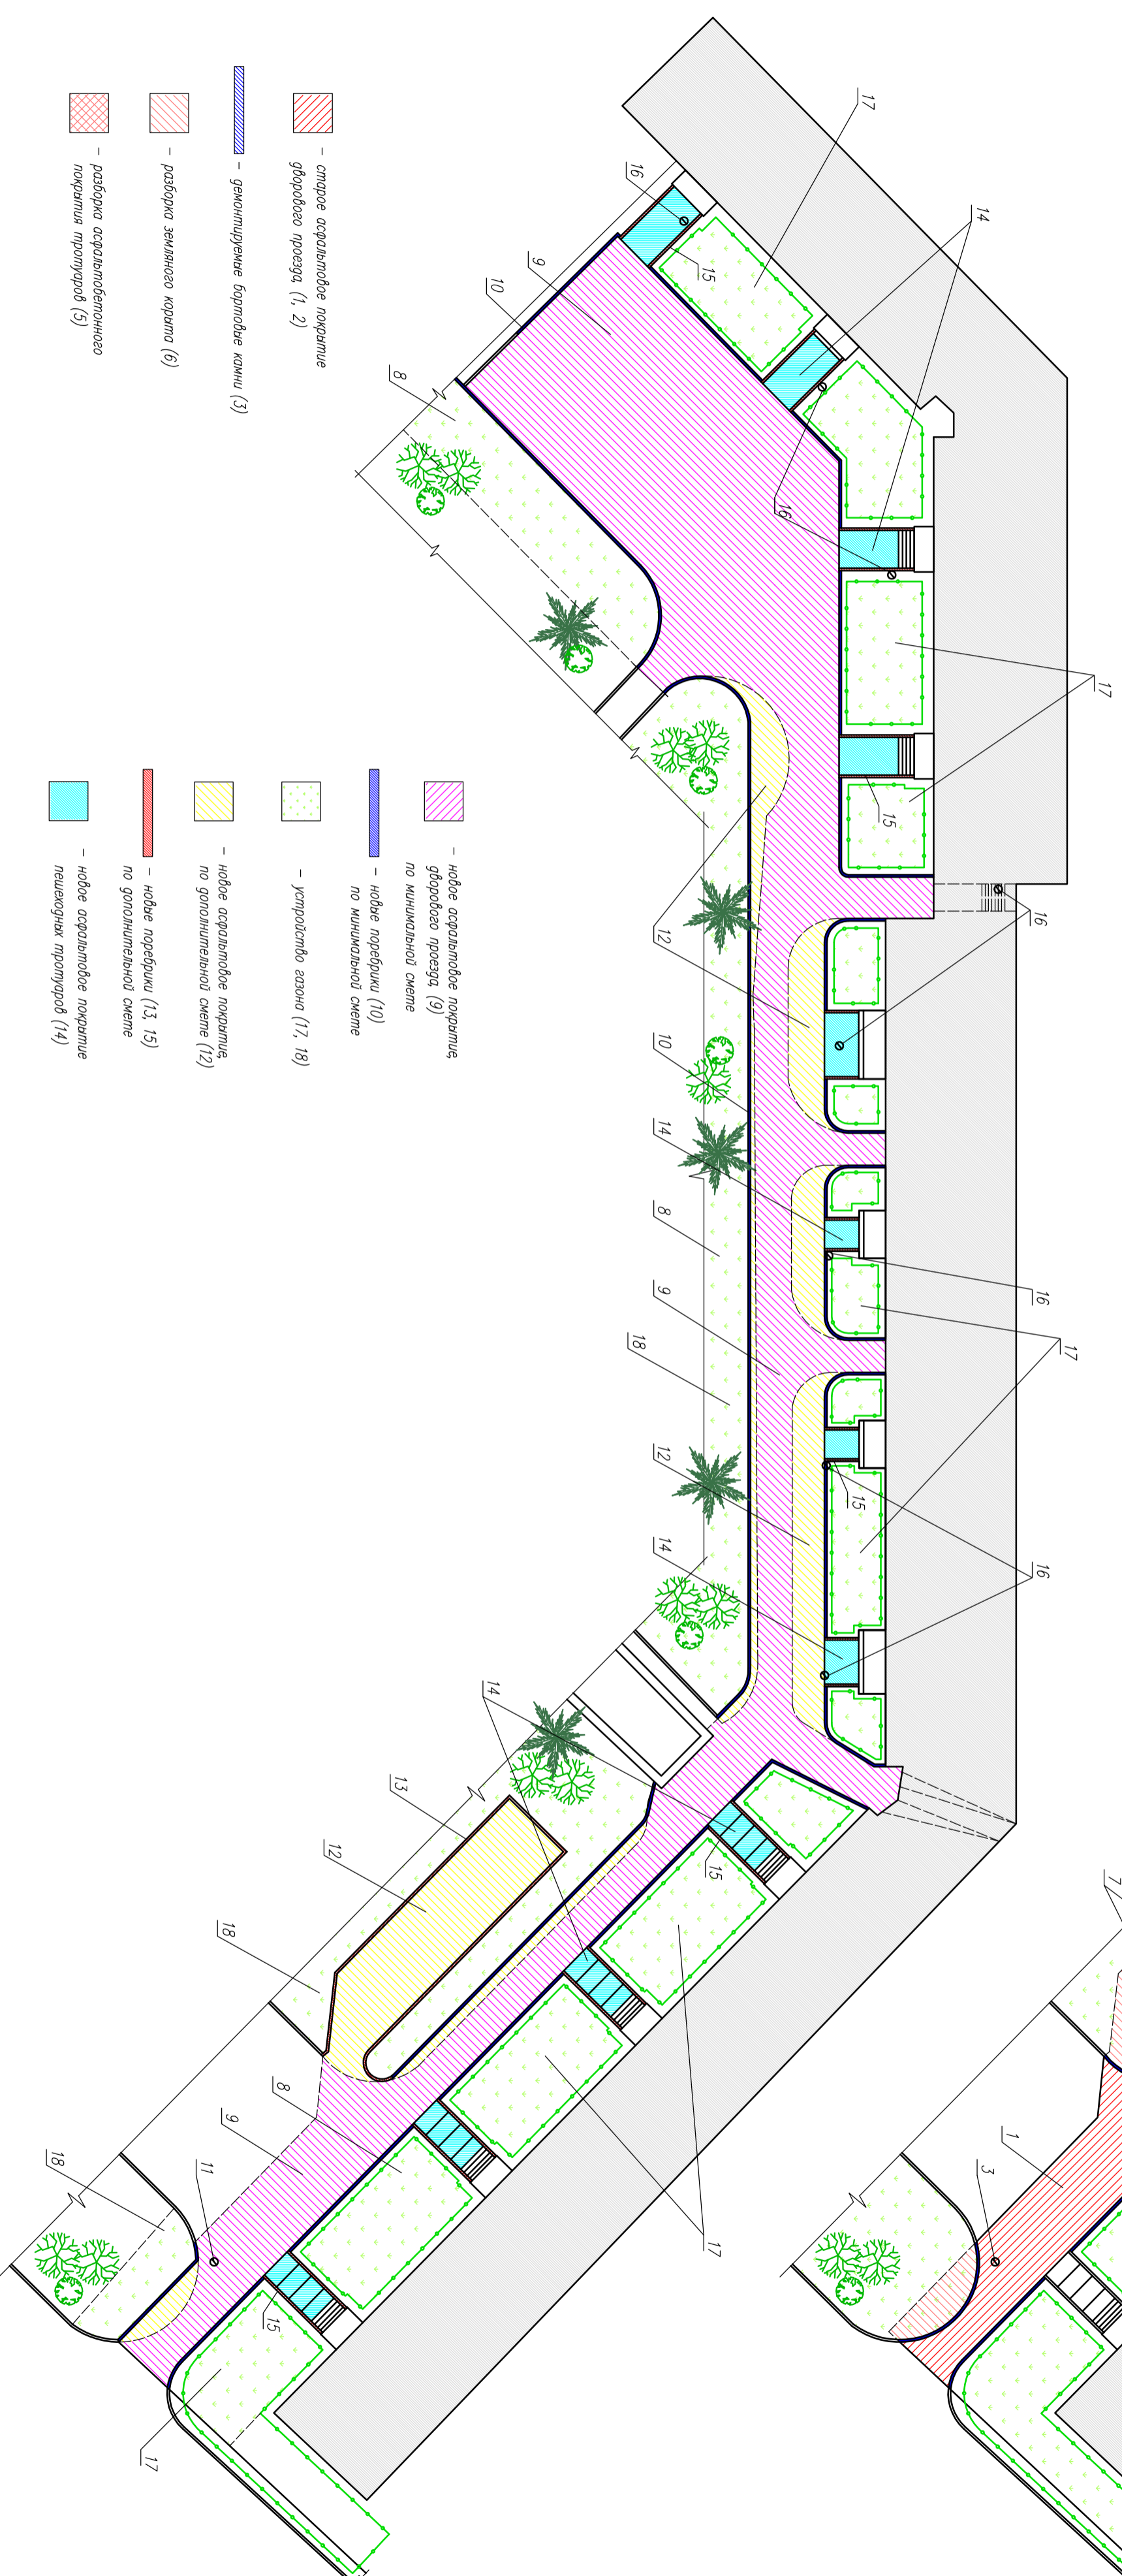 – старое асфальтовое покрытие
дворового проезда, (1, 2)
– демонтируемые бортовые камни (3)
– разборка земляного корыта (6)
– разборка асфальтобетонного
покрытия тротуаров (5)
– новое асфальтовое покрытие,
дворового проезда, (9)
по минимальной смете
– новые поребрики (10)
по минимальной смете
– устройство газона (17, 18)
– новое асфальтовое покрытие,
по дополнительной смете (12)
– новые поребрики (13, 15)
по дополнительной смете
– новое асфальтовое покрытие
пешеходных тротуаров (14)
17
14
16
15
9
10
8
16
17
15
16
12
10
14
8
9
18
16
17
12
15
14
16
14
13
12
15
18
8
9
17
11
18
15
17
7
1
3